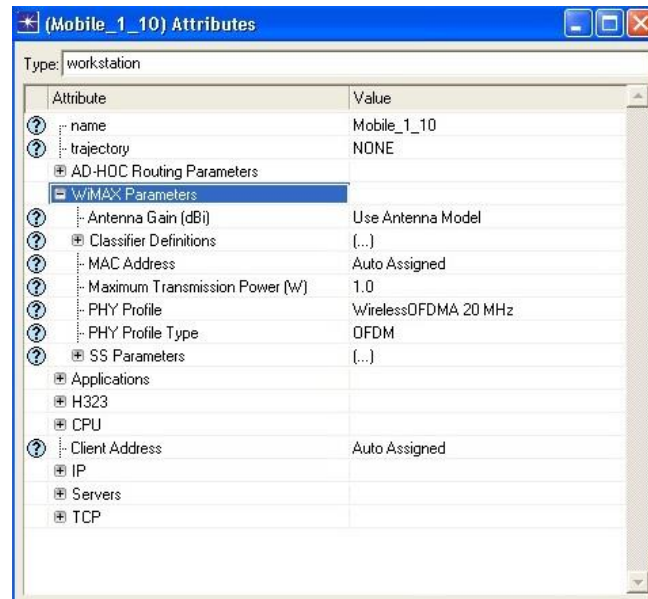 (Mobile_1_10) Attributes
Type: workstation
Attribute Value
name Mobile_1_10
trajectory NONE
AD-HOC Routing Parameters
WiMAX Parameters
Antenna Gain (dBi) Use Antenna Model
Classifier Definitions (...)
MAC Address Auto Assigned
Maximum Transmission Power (W) 1.0
PHY Profile WirelessOFDMA 20 MHz
PHY Profile Type OFDM
SS Parameters (...)
Applications
H323
CPU
Client Address Auto Assigned
IP
Servers
TCP